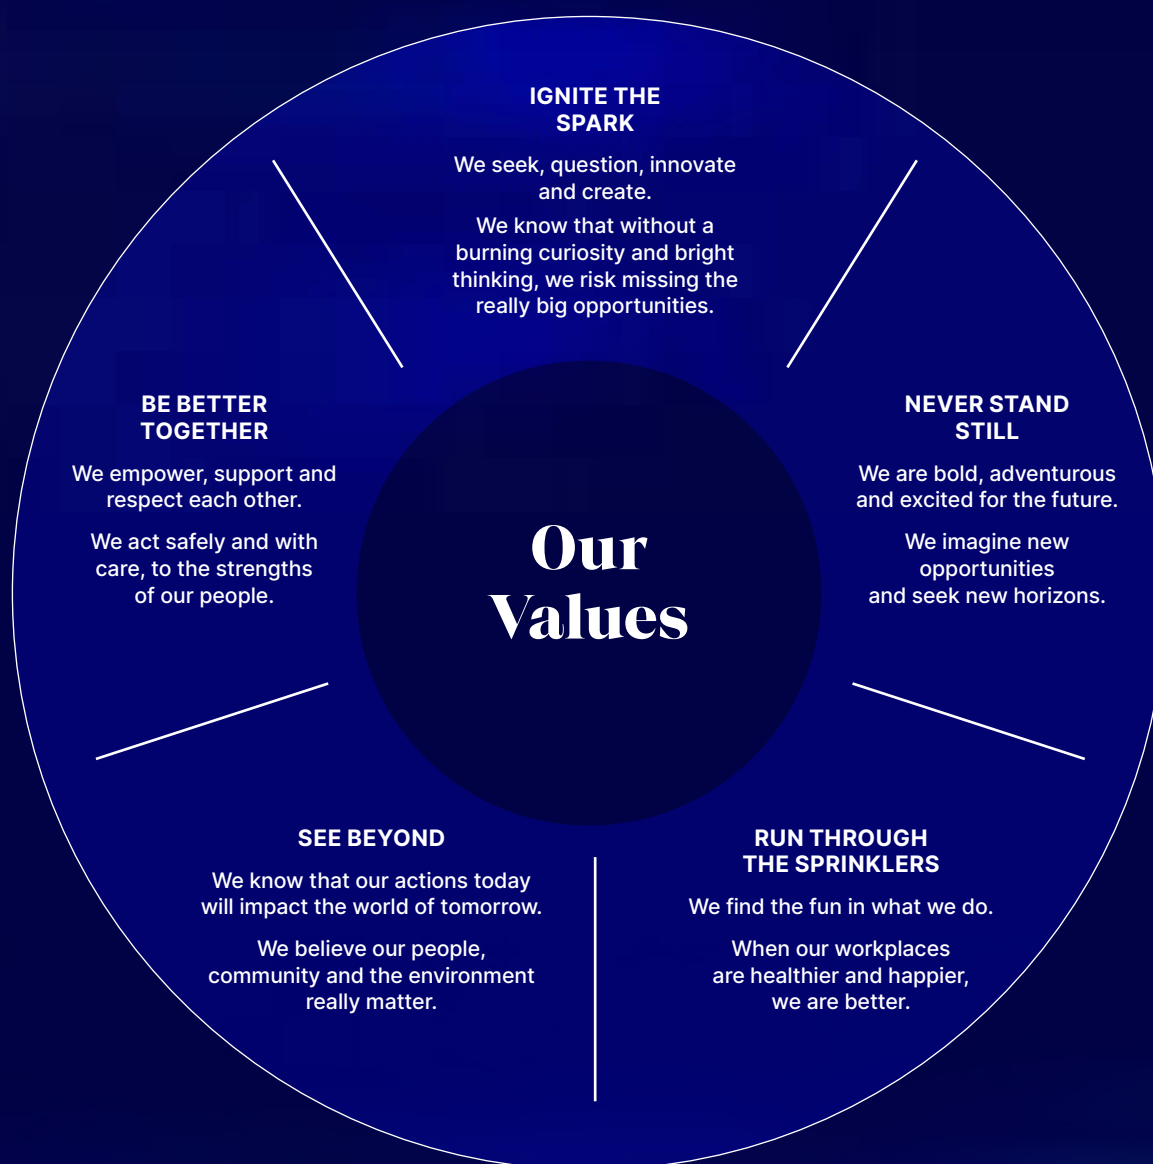 IGNITE THE
SPARK
We seek, question, innovate
and create.
We know that without a
burning curiosity and bright
thinking, we risk missing the
really big opportunities.
BE BETTER
TOGETHER
We empower, support and
respect each other.
We act safely and with
care, to the strengths
of our people.
Our
Values
NEVER STAND
STILL
We are bold, adventurous
and excited for the future.
We imagine new
opportunities
and seek new horizons.
SEE BEYOND
We know that our actions today
will impact the world of tomorrow.
We believe our people,
community and the environment
really matter.
RUN THROUGH
THE SPRINKLERS
We find the fun in what we do.
When our workplaces
are healthier and happier,
we are better.